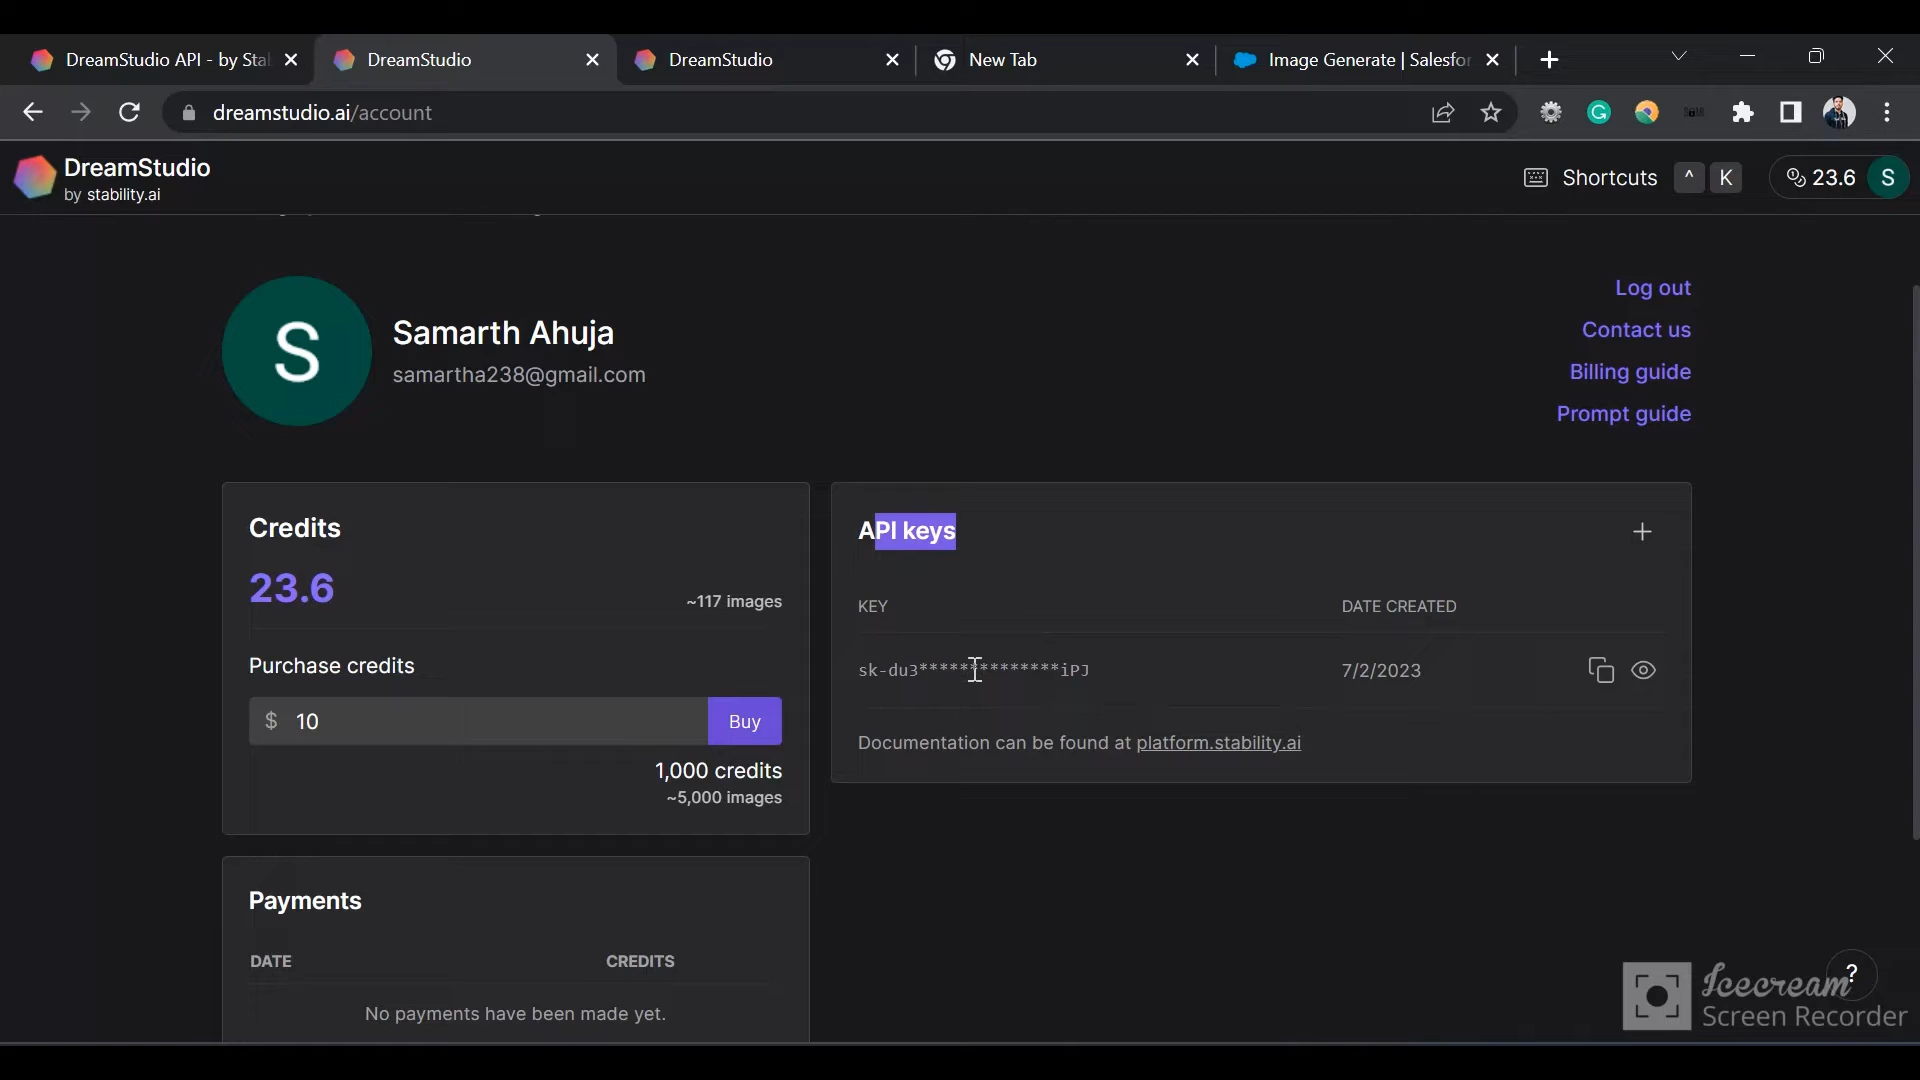 DreamStudio API - by Stal
DreamStudio
DreamStudio
New Tab
Image Generate | Salesfor
dreamstudio.ai/account
DreamStudio
by stability.ai
Shortcuts ^ K
23.6 S
S
Samarth Ahuja
samartha238@gmail.com
Log out
Contact us
Billing guide
Prompt guide
Credits
23.6
~117 images
Purchase credits
$ 10
Buy
1,000 credits
~5,000 images
API keys
KEY DATE CREATED
sk-du3**************iPJ 7/2/2023
Documentation can be found at platform.stability.ai
Payments
DATE CREDITS
No payments have been made yet.
?
Icecream
Screen Recorder